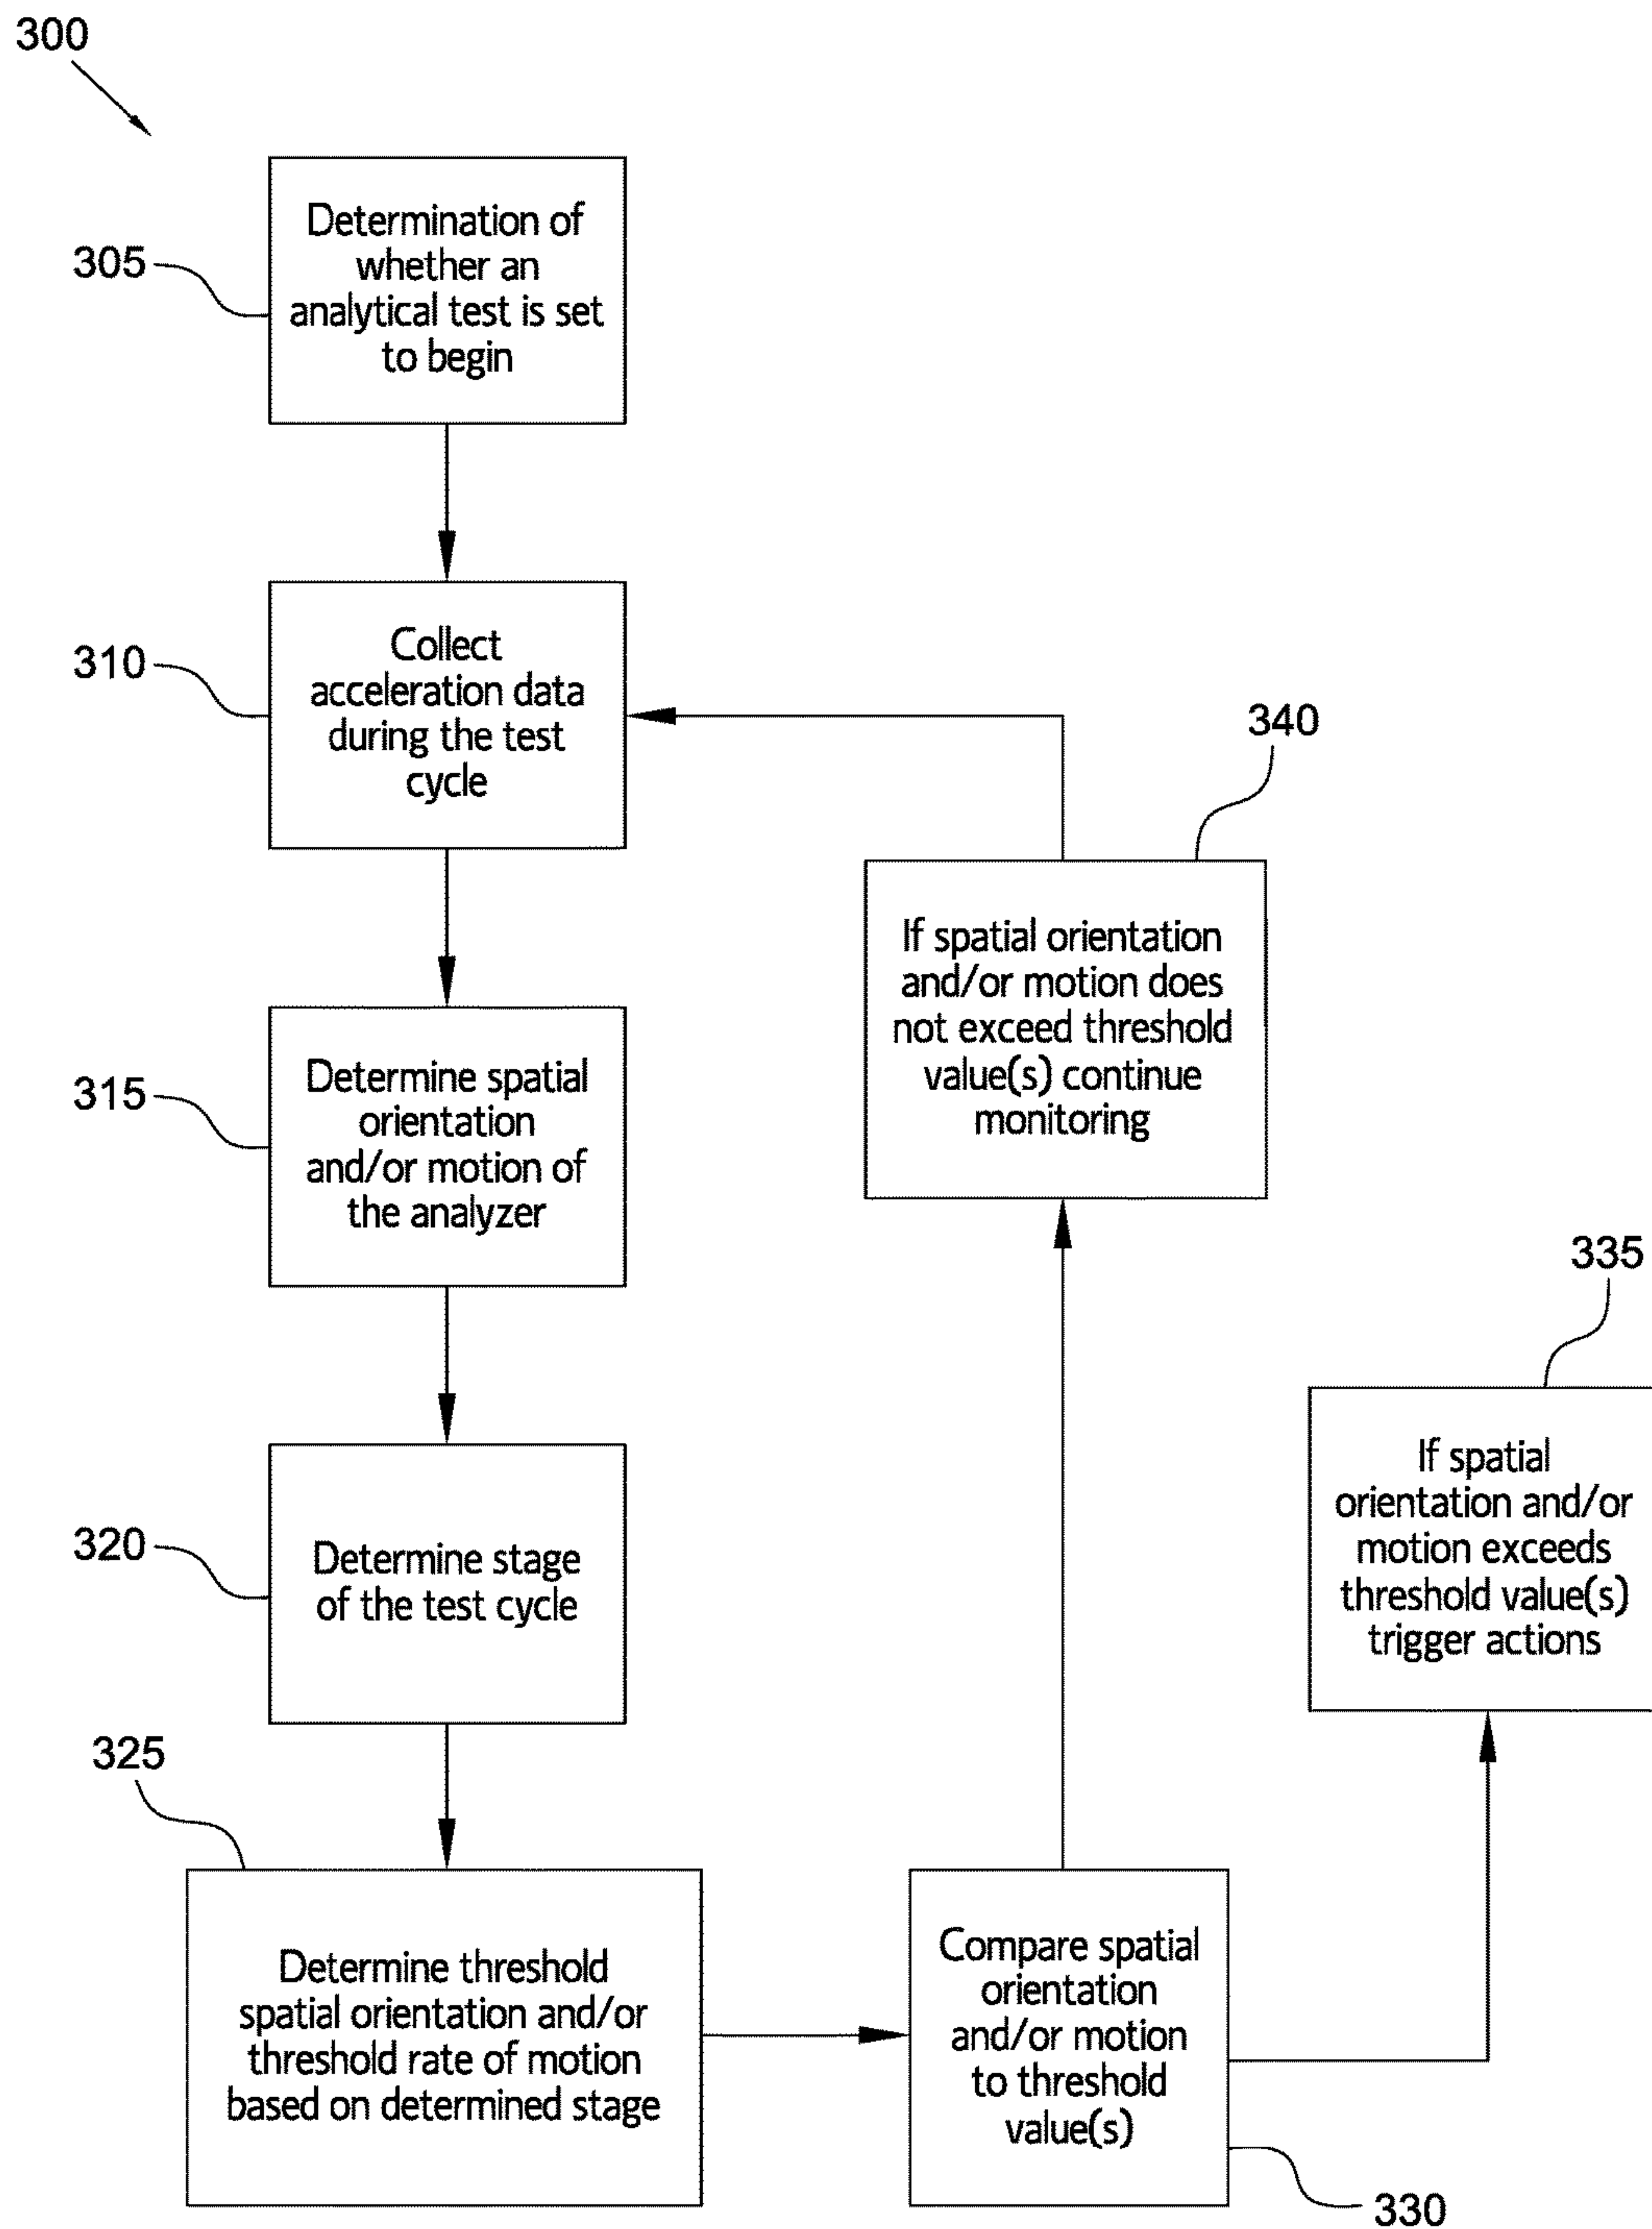 300
305
Determination of
whether an
analytical test is set
to begin
310
Collect
acceleration data
during the test
cycle
315
Determine spatial
orientation
and/or motion of
the analyzer
320
Determine stage
of the test cycle
325
Determine threshold
spatial orientation and/or
threshold rate of motion
based on determined stage
Compare spatial
orientation
and/or motion
to threshold
value(s)
330
340
If spatial orientation
and/or motion does
not exceed threshold
value(s) continue
monitoring
335
If spatial
orientation and/or
motion exceeds
threshold value(s)
trigger actions